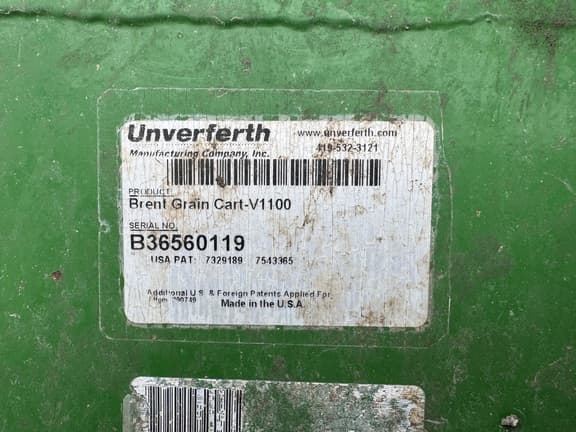 Unverferth
www.unverferth.com
Manufacturing Company, Inc.
419-532-3121
PRODUCT
Brent Grain Cart-V1100
SERIAL NO.
B36560119
USA PAT: 7329189 7543365
Additional U.S. & Foreign Patents Applied For
Made in the U.S.A.